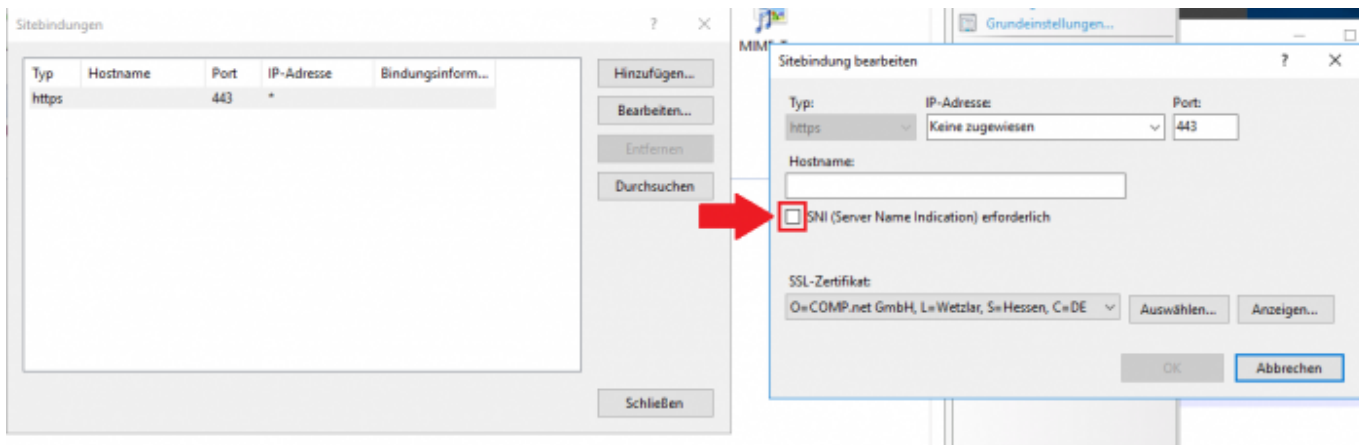 Sitebindungen
Typ Hostname Port IP-Adresse Bindungsinform...
https 443 *
Hinzufügen...
Bearbeiten...
Entfernen
Durchsuchen
Schließen
Grundeinstellungen...
Sitebindung bearbeiten
Typ: IP-Adresse: Port:
https Keine zugewiesen 443
Hostname:
SNI (Server Name Indication) erforderlich
SSL-Zertifikat:
O=COMP.net GmbH, L=Wetzlar, S=Hessen, C=DE Auswählen... Anzeigen...
OK Abbrechen